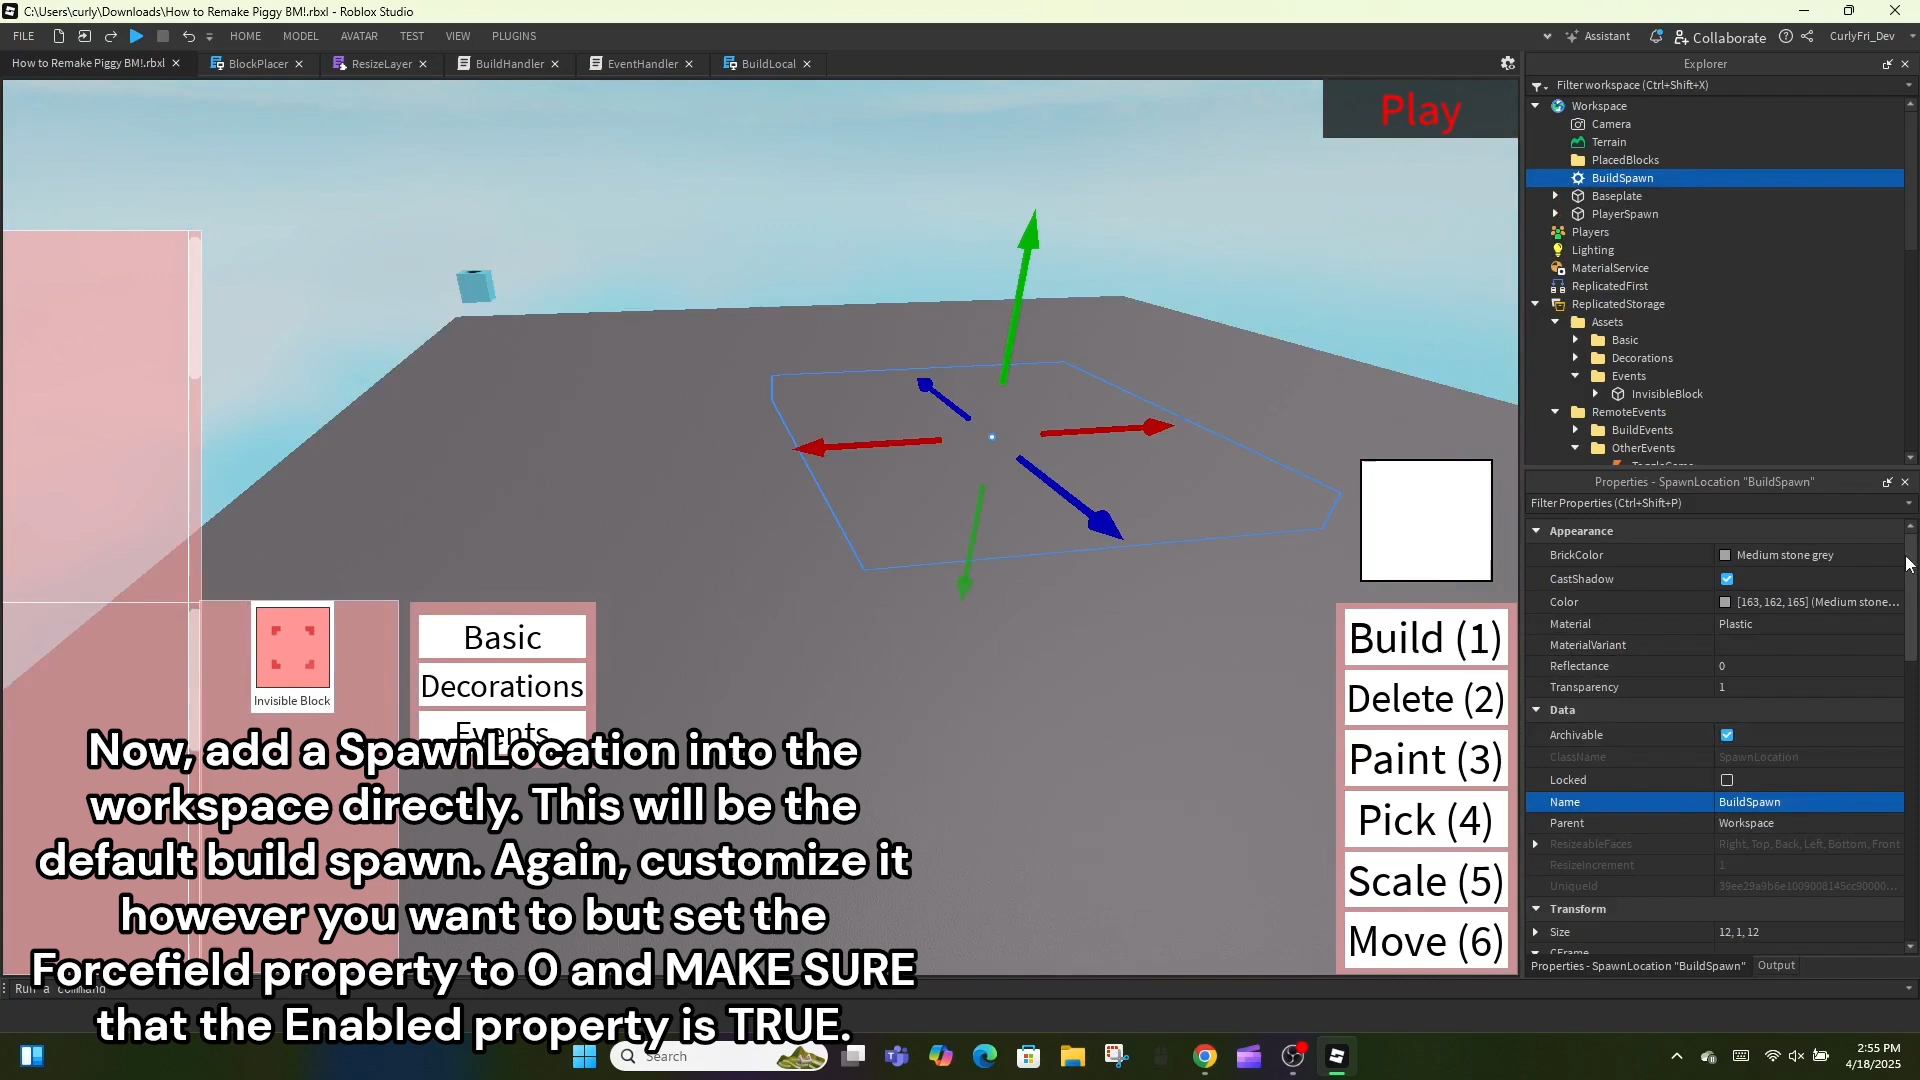 C:\Users\curly\Downloads\How to Remake Piggy BM!.rbxl - Roblox Studio
FILE HOME MODEL AVATAR TEST VIEW PLUGINS Assistant Collaborate CurlyFri_Dev
How to Remake Piggy BM!.rbxl BlockPlacer ResizeLayer BuildHandler EventHandler BuildLocal
Explorer
Filter workspace (Ctrl+Shift+X)
Workspace
Camera
Terrain
PlacedBlocks
BuildSpawn
Baseplate
PlayerSpawn
Players
Lighting
MaterialService
ReplicatedFirst
ReplicatedStorage
Assets
Basic
Decorations
Events
InvisibleBlock
RemoteEvents
BuildEvents
OtherEvents
Properties - SpawnLocation "BuildSpawn"
Filter Properties (Ctrl+Shift+P)
Appearance
BrickColor Medium stone grey
CastShadow
Color [163, 162, 165] (Medium stone...
Material Plastic
MaterialVariant
Reflectance 0
Transparency 1
Data
Archivable
ClassName SpawnLocation
Locked
Name BuildSpawn
Parent Workspace
ResizeableFaces Right, Top, Back, Left, Bottom, Front
ResizeIncrement 1
UniqueId 39ee29a9b6e1009008145cc90000...
Transform
Size 12, 1, 12
CFrame
Properties - SpawnLocation "BuildSpawn" Output
Play
Invisible Block
Basic
Decorations
Events
Build (1)
Delete (2)
Paint (3)
Pick (4)
Scale (5)
Move (6)
Now, add a SpawnLocation into the
workspace directly. This will be the
default build spawn. Again, customize it
however you want to but set the
Forcefield property to 0 and MAKE SURE
that the Enabled property is TRUE.
Run a command
Search
2:55 PM
4/18/2025